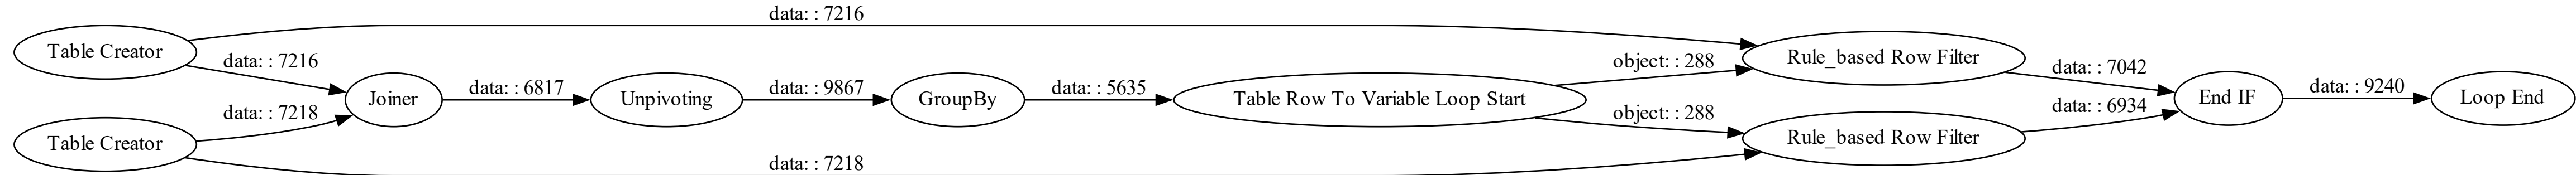 data: : 7216
Table Creator
data: : 7216
Joiner
data: : 7218
Table Creator
data: : 7218
data: : 6817
Unpivoting
data: : 9867
GroupBy
data: : 5635
Table Row To Variable Loop Start
object: : 288
object: : 288
Rule_based Row Filter
Rule_based Row Filter
data: : 7042
data: : 6934
End IF
data: : 9240
Loop End